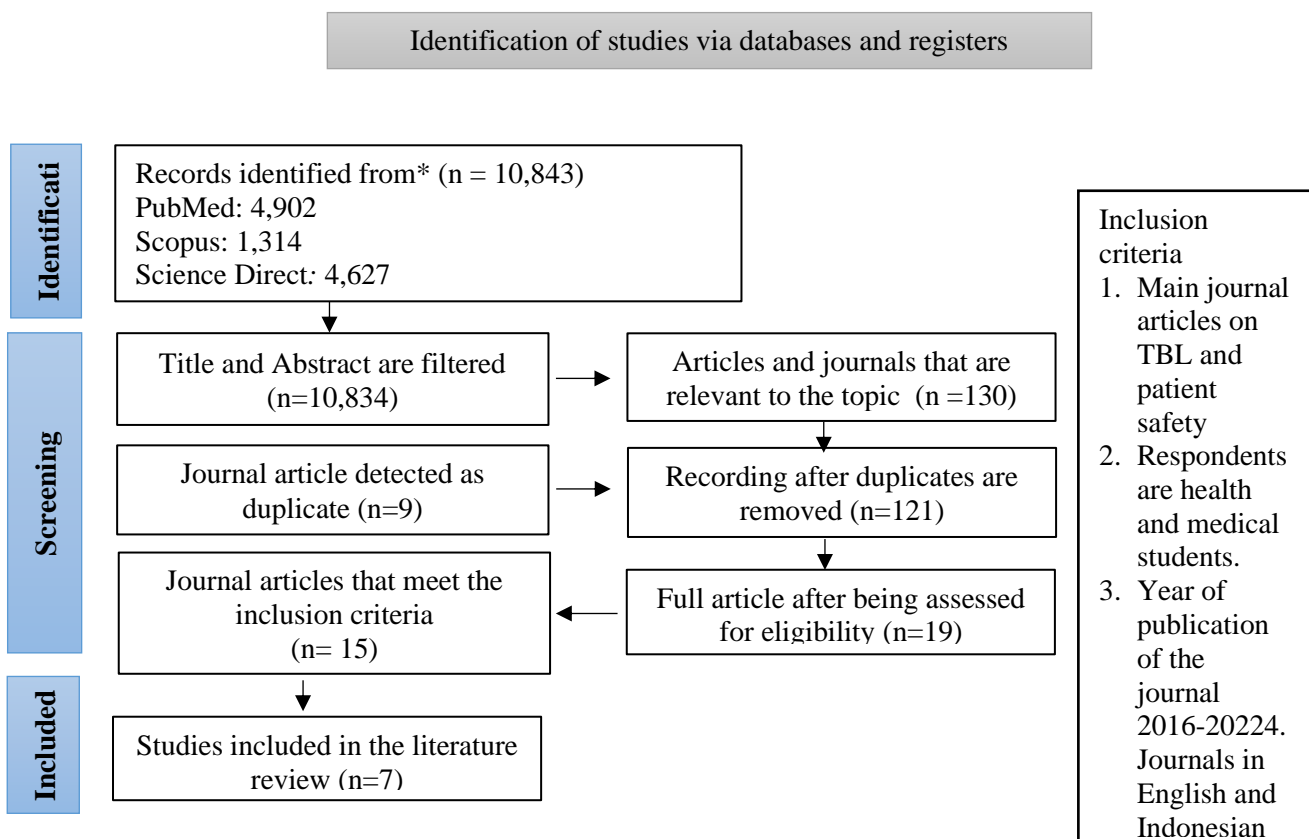 Identification of studies via databases and registers
Identificati
Records identified from* (n = 10,843)
PubMed: 4,902
Scopus: 1,314
Science Direct: 4,627
Screening
Title and Abstract are filtered
(n=10,834)
Articles and journals that are
relevant to the topic (n =130)
Journal article detected as
duplicate (n=9)
Recording after duplicates are
removed (n=121)
Journal articles that meet the
inclusion criteria
(n= 15)
Full article after being assessed
for eligibility (n=19)
Included
Studies included in the literature
review (n=7)
Inclusion
criteria
1. Main journal
articles on
TBL and
patient
safety
2. Respondents
are health
and medical
students.
3. Year of
publication
of the
journal
2016-20224.
Journals in
English and
Indonesian